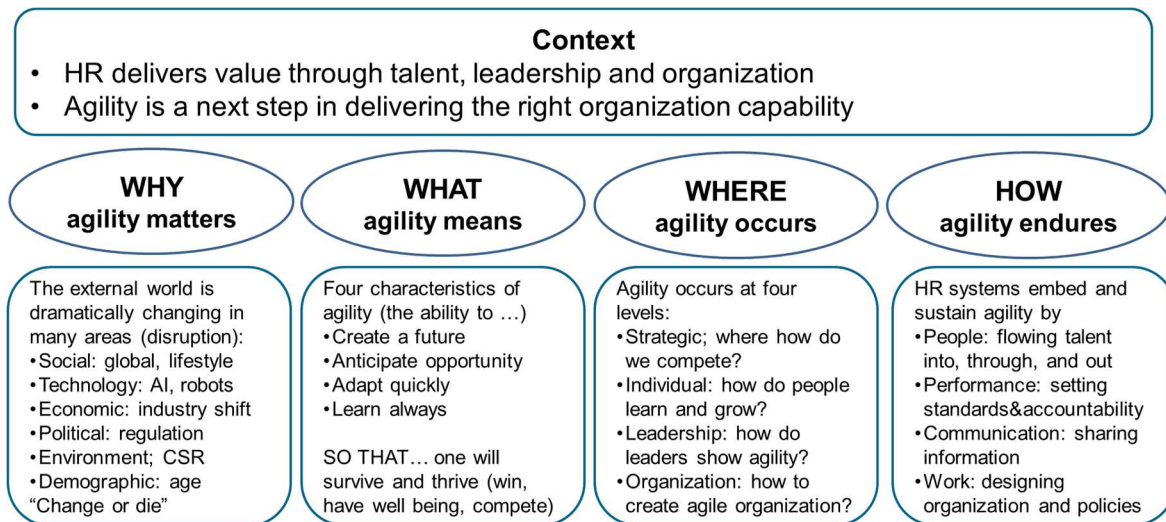 Context
• HR delivers value through talent, leadership and organization
• Agility is a next step in delivering the right organization capability
WHY
agility matters
WHAT
agility means
WHERE
agility occurs
HOW
agility endures
The external world is
dramatically changing in
many areas (disruption):
•Social: global, lifestyle
•Technology: AI, robots
•Economic: industry shift
•Political: regulation
•Environment; CSR
•Demographic: age
“Change or die”
Four characteristics of
agility (the ability to …)
•Create a future
•Anticipate opportunity
•Adapt quickly
•Learn always
SO THAT… one will
survive and thrive (win,
have well being, compete)
Agility occurs at four
levels:
•Strategic; where how do
we compete?
•Individual: how do people
learn and grow?
•Leadership: how do
leaders show agility?
•Organization: how to
create agile organization?
HR systems embed and
sustain agility by
•People: flowing talent
into, through, and out
•Performance: setting
standards&accountability
•Communication: sharing
information
•Work: designing
organization and policies